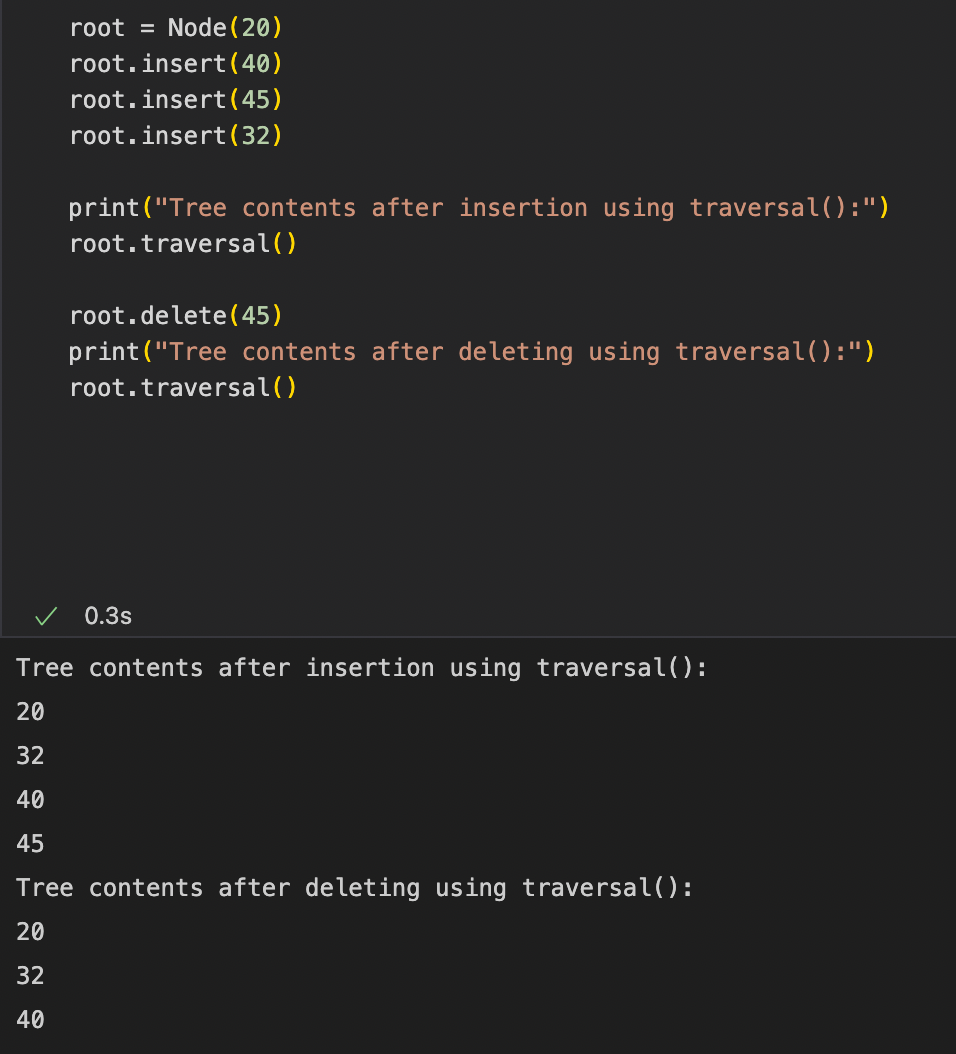 root = Node(20)
root.insert(40)
root.insert(45)
root.insert(32)
print("Tree contents after insertion using traversal():")
root.traversal()
root.delete(45)
print("Tree contents after deleting using traversal():")
root.traversal()
0.3s
Tree contents after insertion using traversal():
20
32
40
45
Tree contents after deleting using traversal():
20
32
40